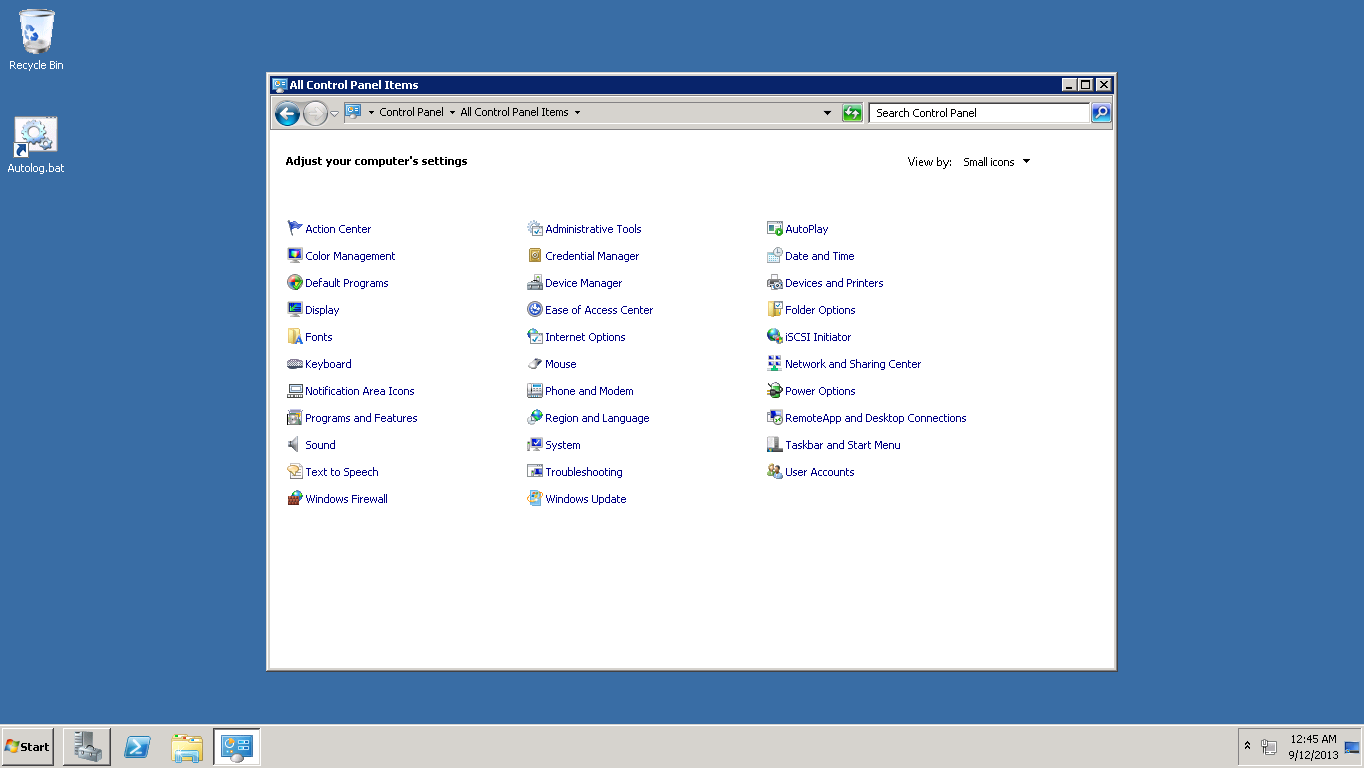 Recycle Bin
Autolog.bat
All Control Panel Items
Control Panel All Control Panel Items
Search Control Panel
Adjust your computer's settings
View by: Small icons
Action Center Administrative Tools AutoPlay
Color Management Credential Manager Date and Time
Default Programs Device Manager Devices and Printers
Display Ease of Access Center Folder Options
Fonts Internet Options iSCSI Initiator
Keyboard Mouse Network and Sharing Center
Notification Area Icons Phone and Modem Power Options
Programs and Features Region and Language RemoteApp and Desktop Connections
Sound System Taskbar and Start Menu
Text to Speech Troubleshooting User Accounts
Windows Firewall Windows Update
Start
12:45 AM
9/12/2013